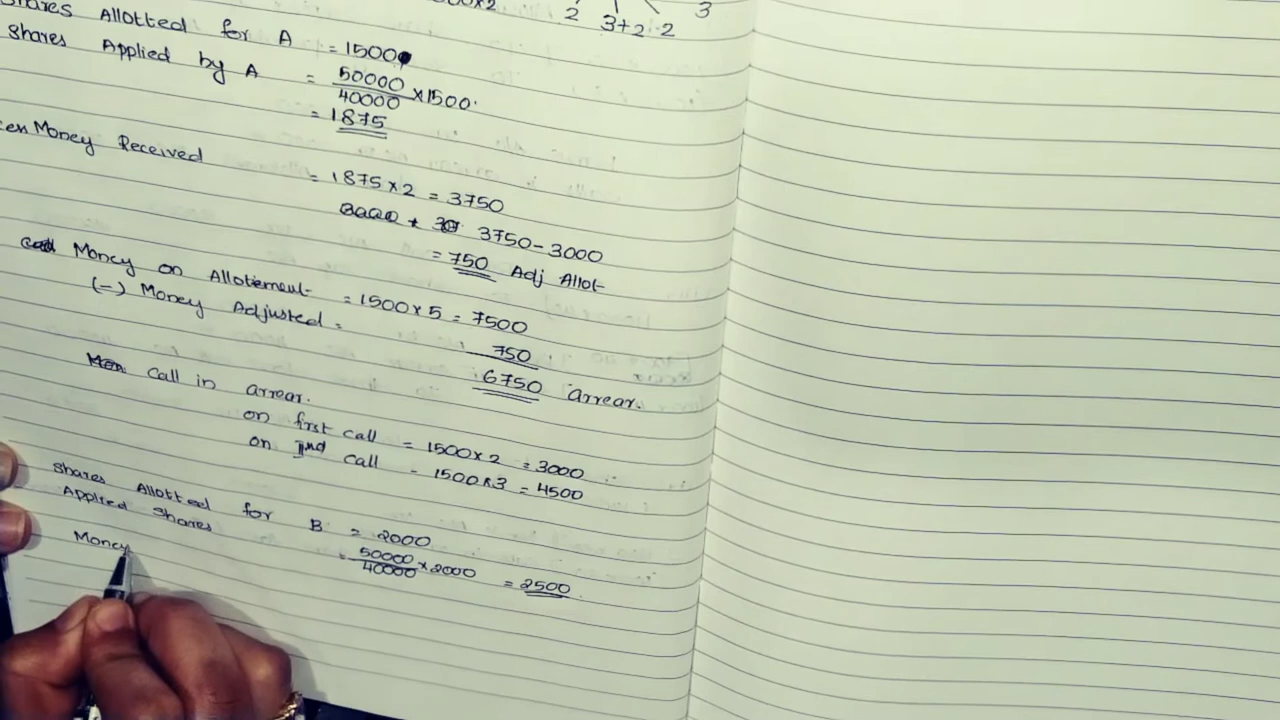 2 3+2 2 3
Shares Allotted for A = 1500
Shares Applied by A = 50000/40000 × 1500
= 1875
Money Received = 1875 × 2 = 3750
3750 - 3000
= 750 Adj Allot
Money on Allotement = 1500 × 5 = 7500
(-) Money Adjusted = 750
6750 arrear.
Call in arrear.
on first call = 1500 × 2 = 3000
on IInd call - 1500 × 3 = 4500
Shares Allotted for B = 2000
Applied Shares 50000/40000 × 2000 = 2500
Money